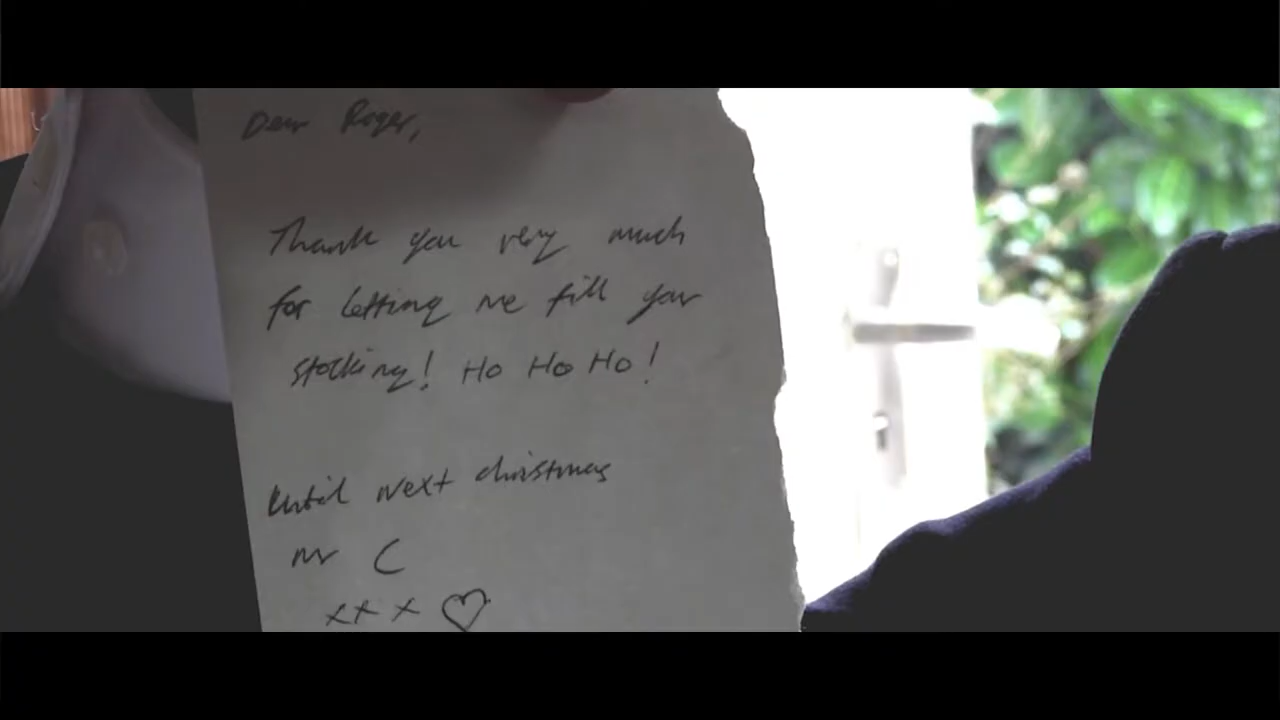 Dear Roger,
Thank you very much
for letting me fill your
stocking! Ho Ho Ho!
Until Next christmas
Mr C
xx x ♡